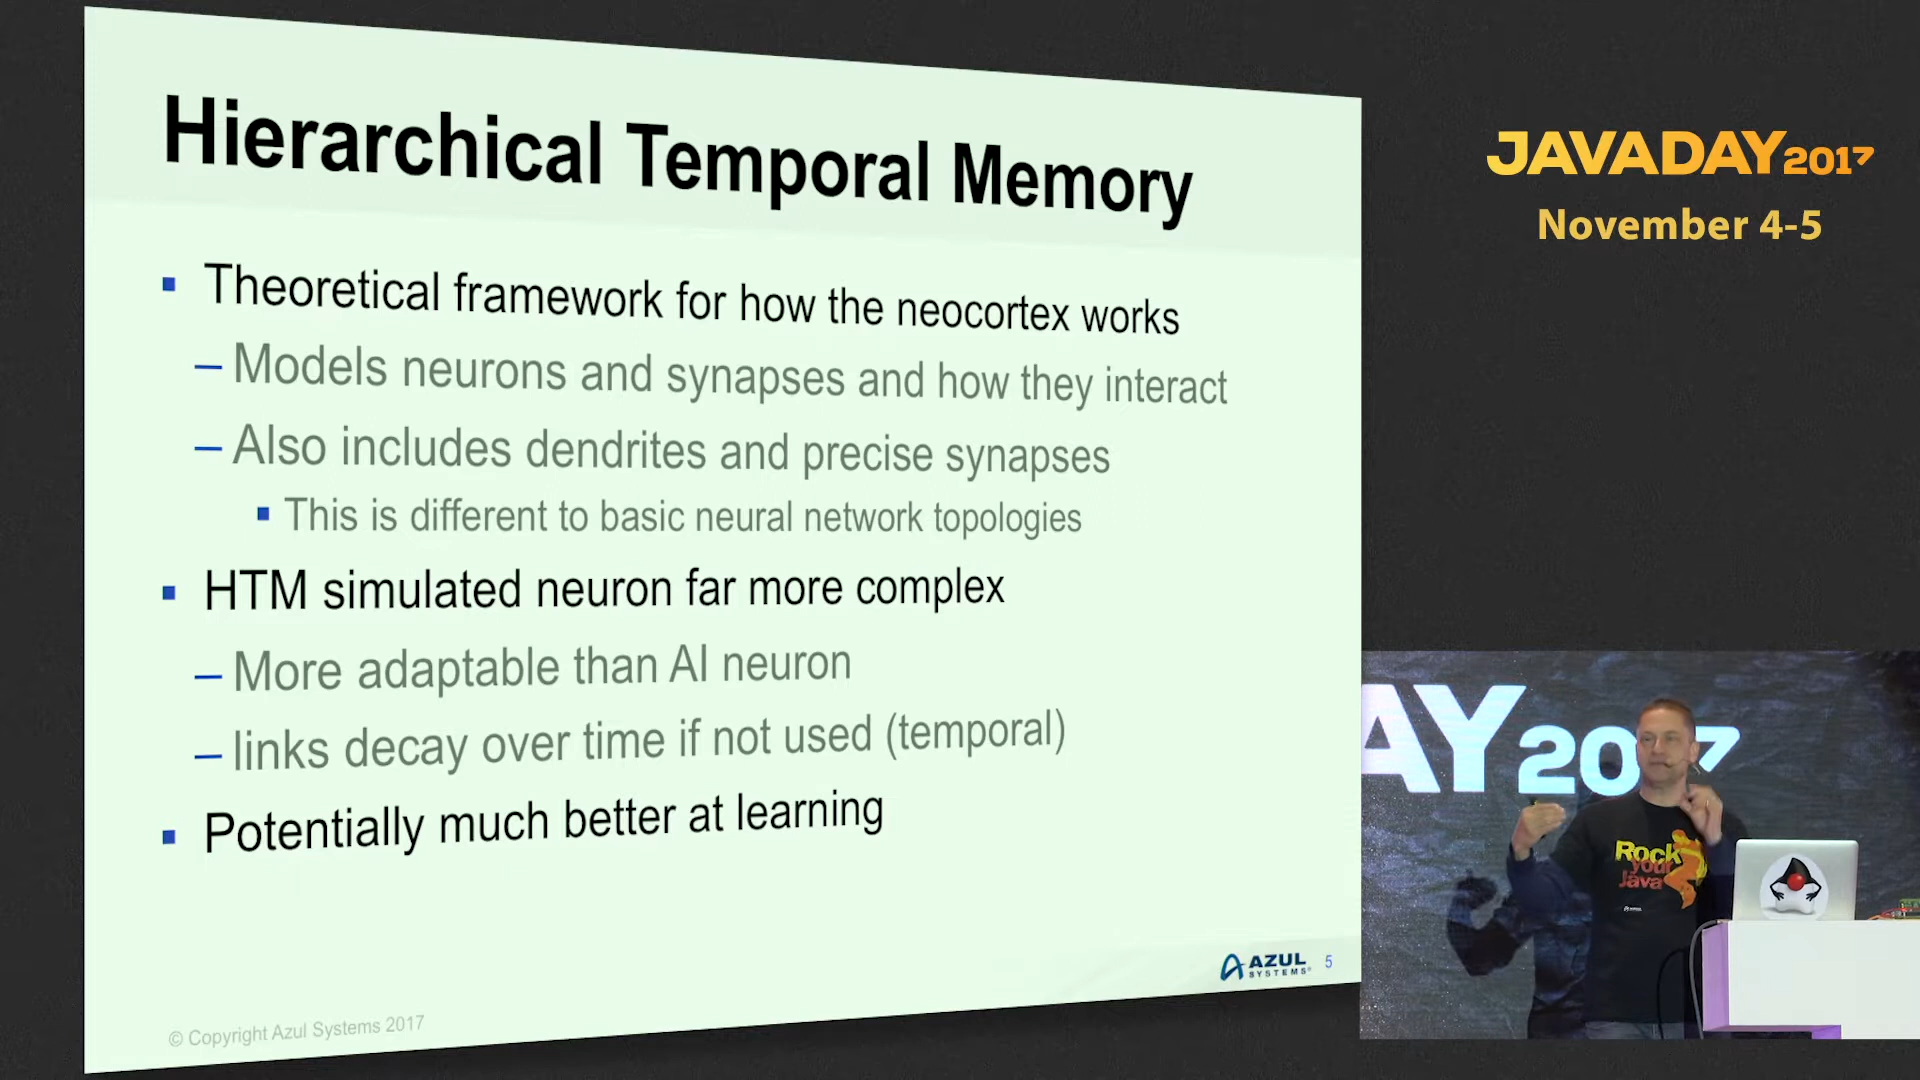 Hierarchical Temporal Memory
Theoretical framework for how the neocortex works
– Models neurons and synapses and how they interact
– Also includes dendrites and precise synapses
This is different to basic neural network topologies
HTM simulated neuron far more complex
– More adaptable than AI neuron
– links decay over time if not used (temporal)
Potentially much better at learning
AZUL
SYSTEMS
5
© Copyright Azul Systems 2017
JAVADAY2017
November 4-5
AY2017
Rock
your
Java